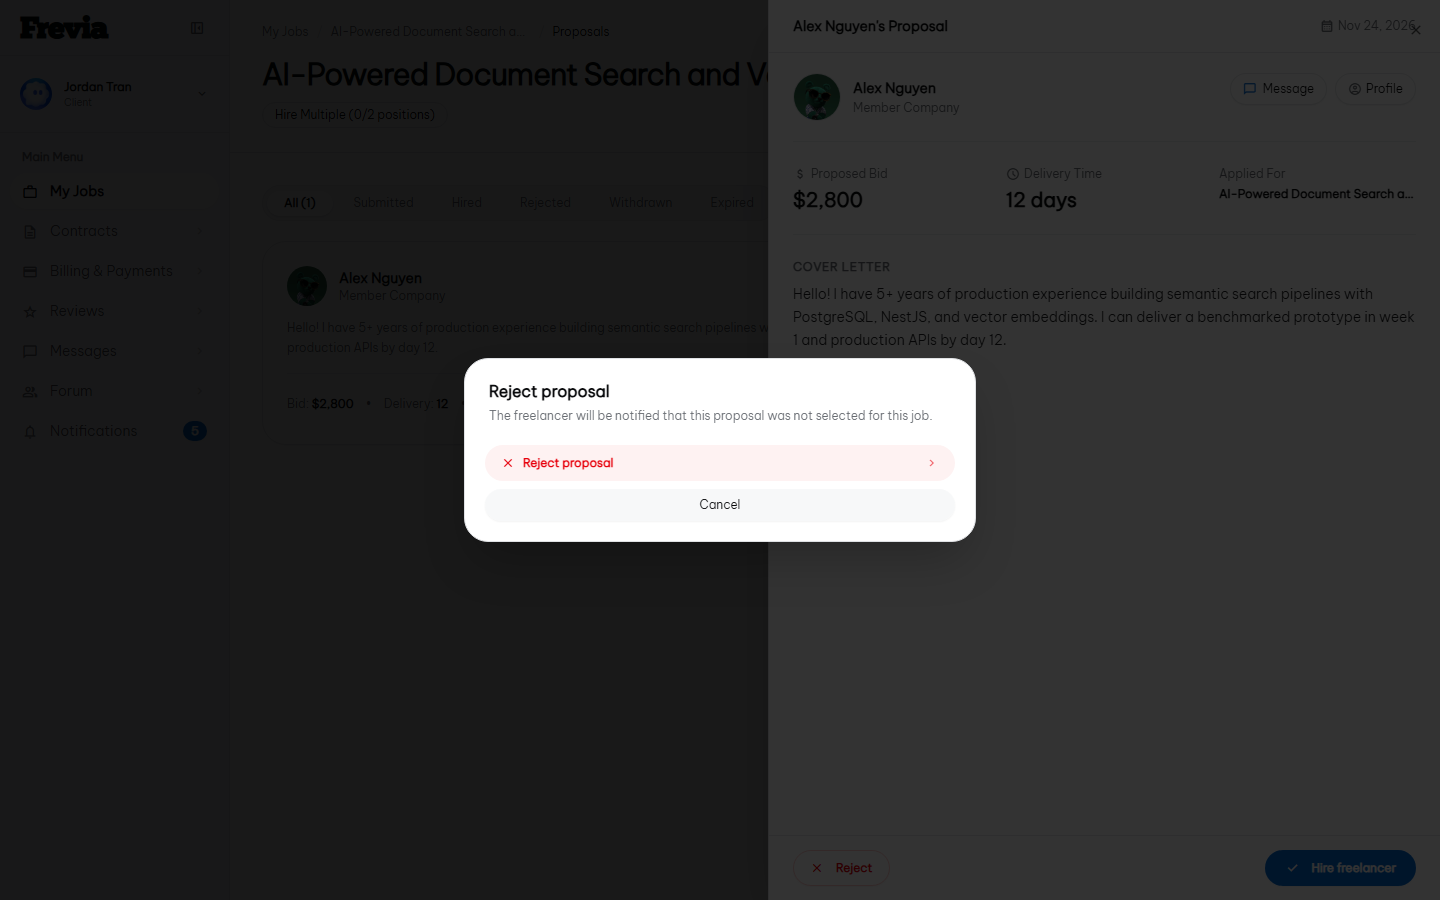 Frevia
Jordan Tran
Client
Main Menu
My Jobs
Contracts
Billing & Payments
Reviews
Messages
Forum
Notifications
5
My Jobs
AI-Powered Document Search a...
Proposals
AI-Powered Document Search and Ve
Hire Multiple (0/2 positions)
All (1)
Submitted
Hired
Rejected
Withdrawn
Expired
Alex Nguyen
Member Company
Hello! I have 5+ years of production experience building semantic search pipelines w
production APIs by day 12.
Bid: $2,800 • Delivery: 12 •
Alex Nguyen's Proposal
Nov 24, 2026
Alex Nguyen
Member Company
Message
Profile
Proposed Bid
$2,800
Delivery Time
12 days
Applied For
AI-Powered Document Search a...
COVER LETTER
Hello! I have 5+ years of production experience building semantic search pipelines with
PostgreSQL, NestJS, and vector embeddings. I can deliver a benchmarked prototype in week
1 and production APIs by day 12.
Reject proposal
The freelancer will be notified that this proposal was not selected for this job.
Reject proposal
Cancel
Reject
Hire freelancer